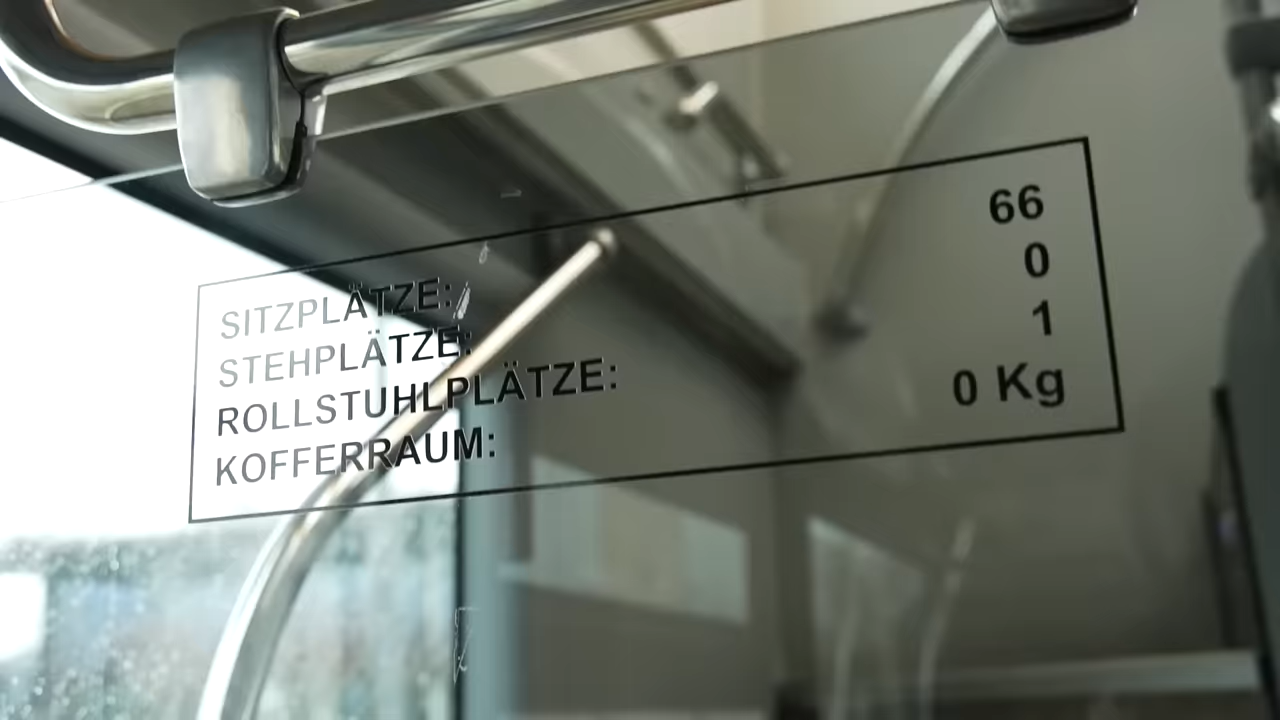 SITZPLÄTZE: 66
STEHPLÄTZE: 0
ROLLSTUHLPLÄTZE: 1
KOFFERRAUM: 0 Kg